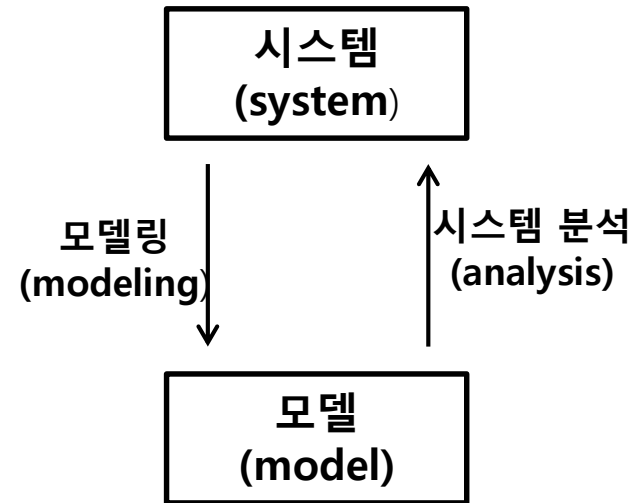 시스템
(system)
모델링
(modeling)
시스템 분석
(analysis)
모델
(model)